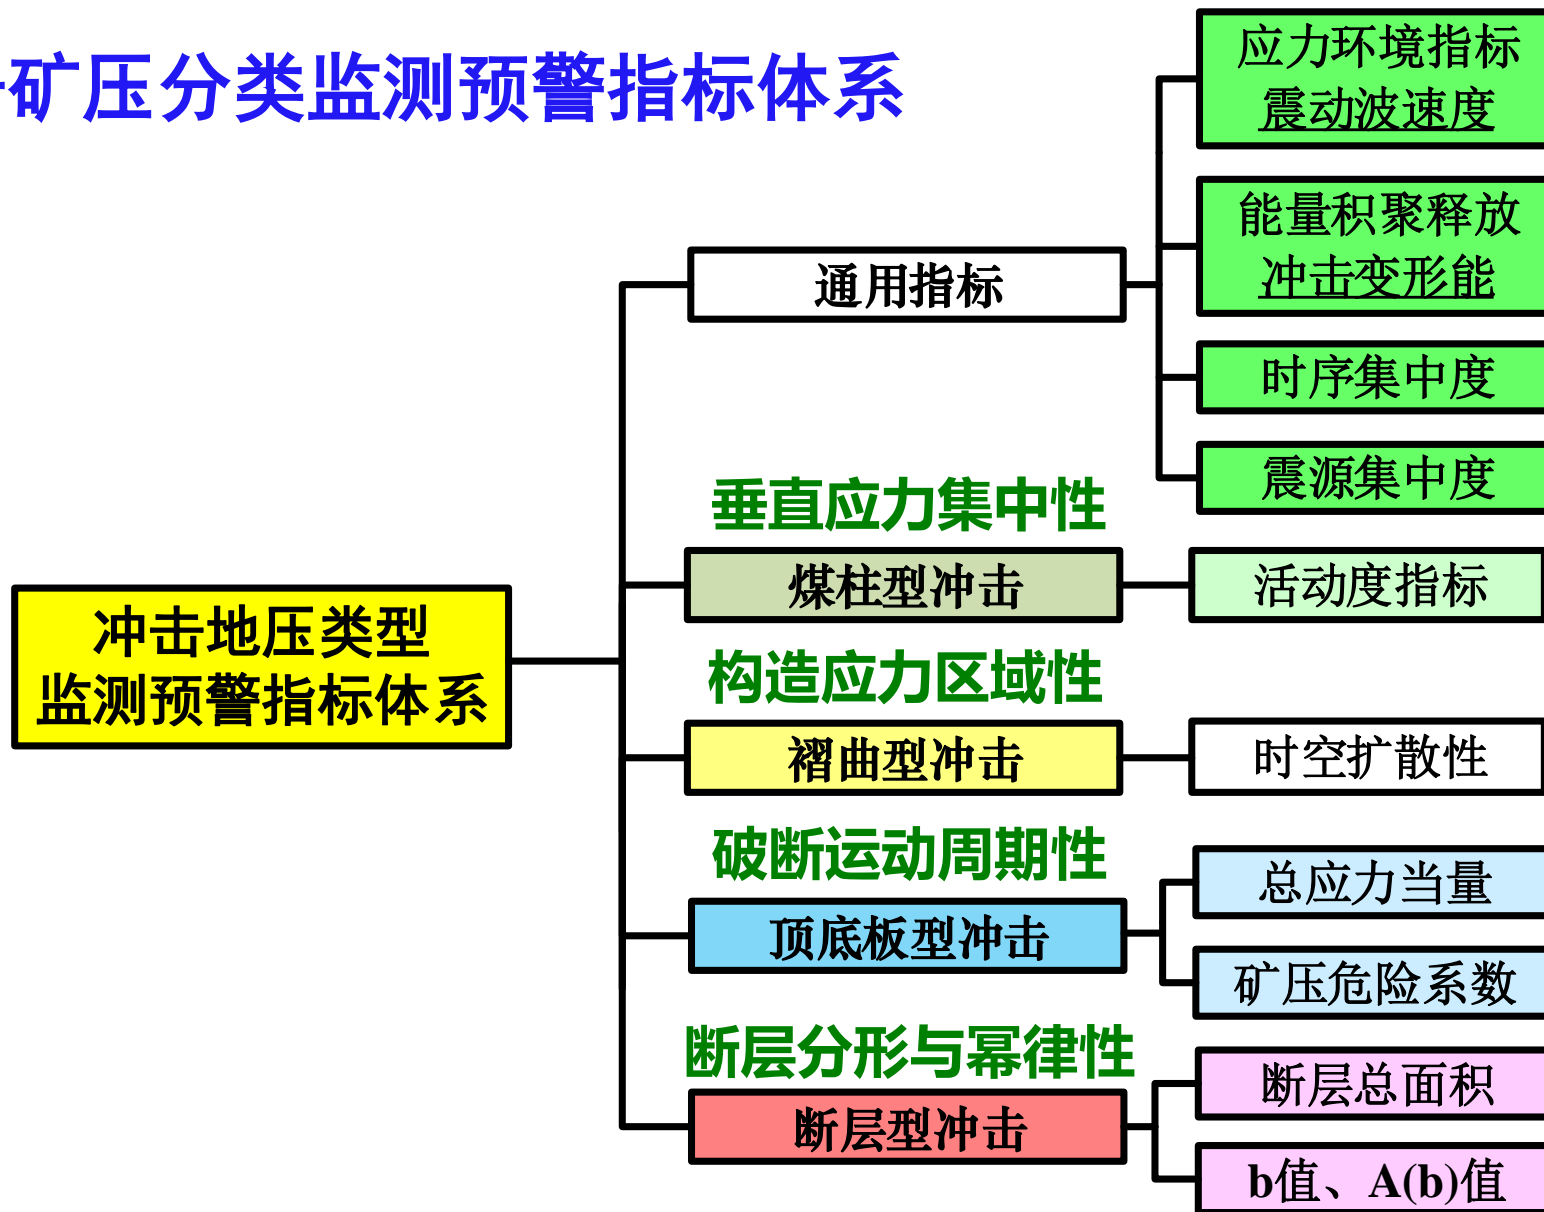 矿压分类监测预警指标体系
应力环境指标
震动波速度
能量积聚释放
冲击变形能
通用指标
时序集中度
震源集中度
垂直应力集中性
煤柱型冲击
活动度指标
冲击地压类型
监测预警指标体系
构造应力区域性
褶曲型冲击
时空扩散性
破断运动周期性
顶底板型冲击
总应力当量
矿压危险系数
断层分形与幂律性
断层型冲击
断层总面积
b值、A(b)值